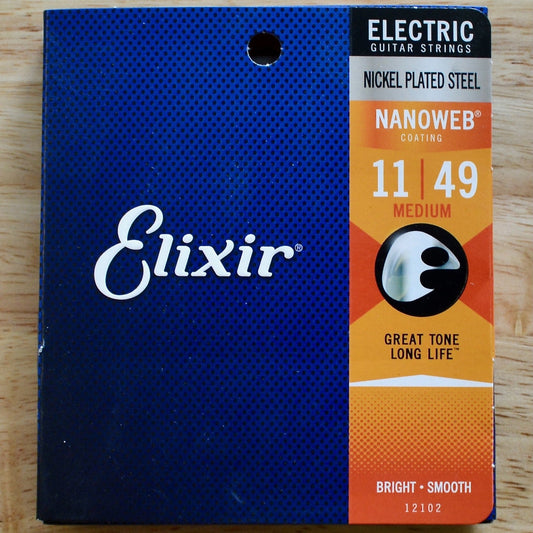 ELECTRIC
GUITAR STRINGS
NICKEL PLATED STEEL
NANOWEB®
COATING
11 | 49
MEDIUM
Elixir®
GREAT TONE
LONG LIFE™
BRIGHT • SMOOTH
12102